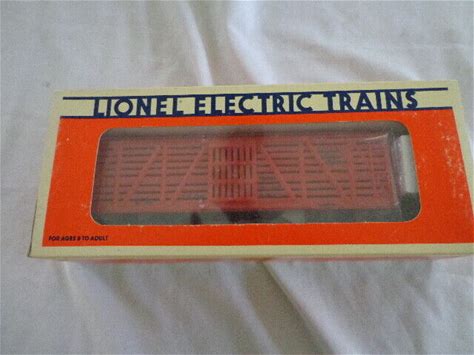 LIONEL ELECTRIC TRAINS
FOR AGES 8 TO ADULT